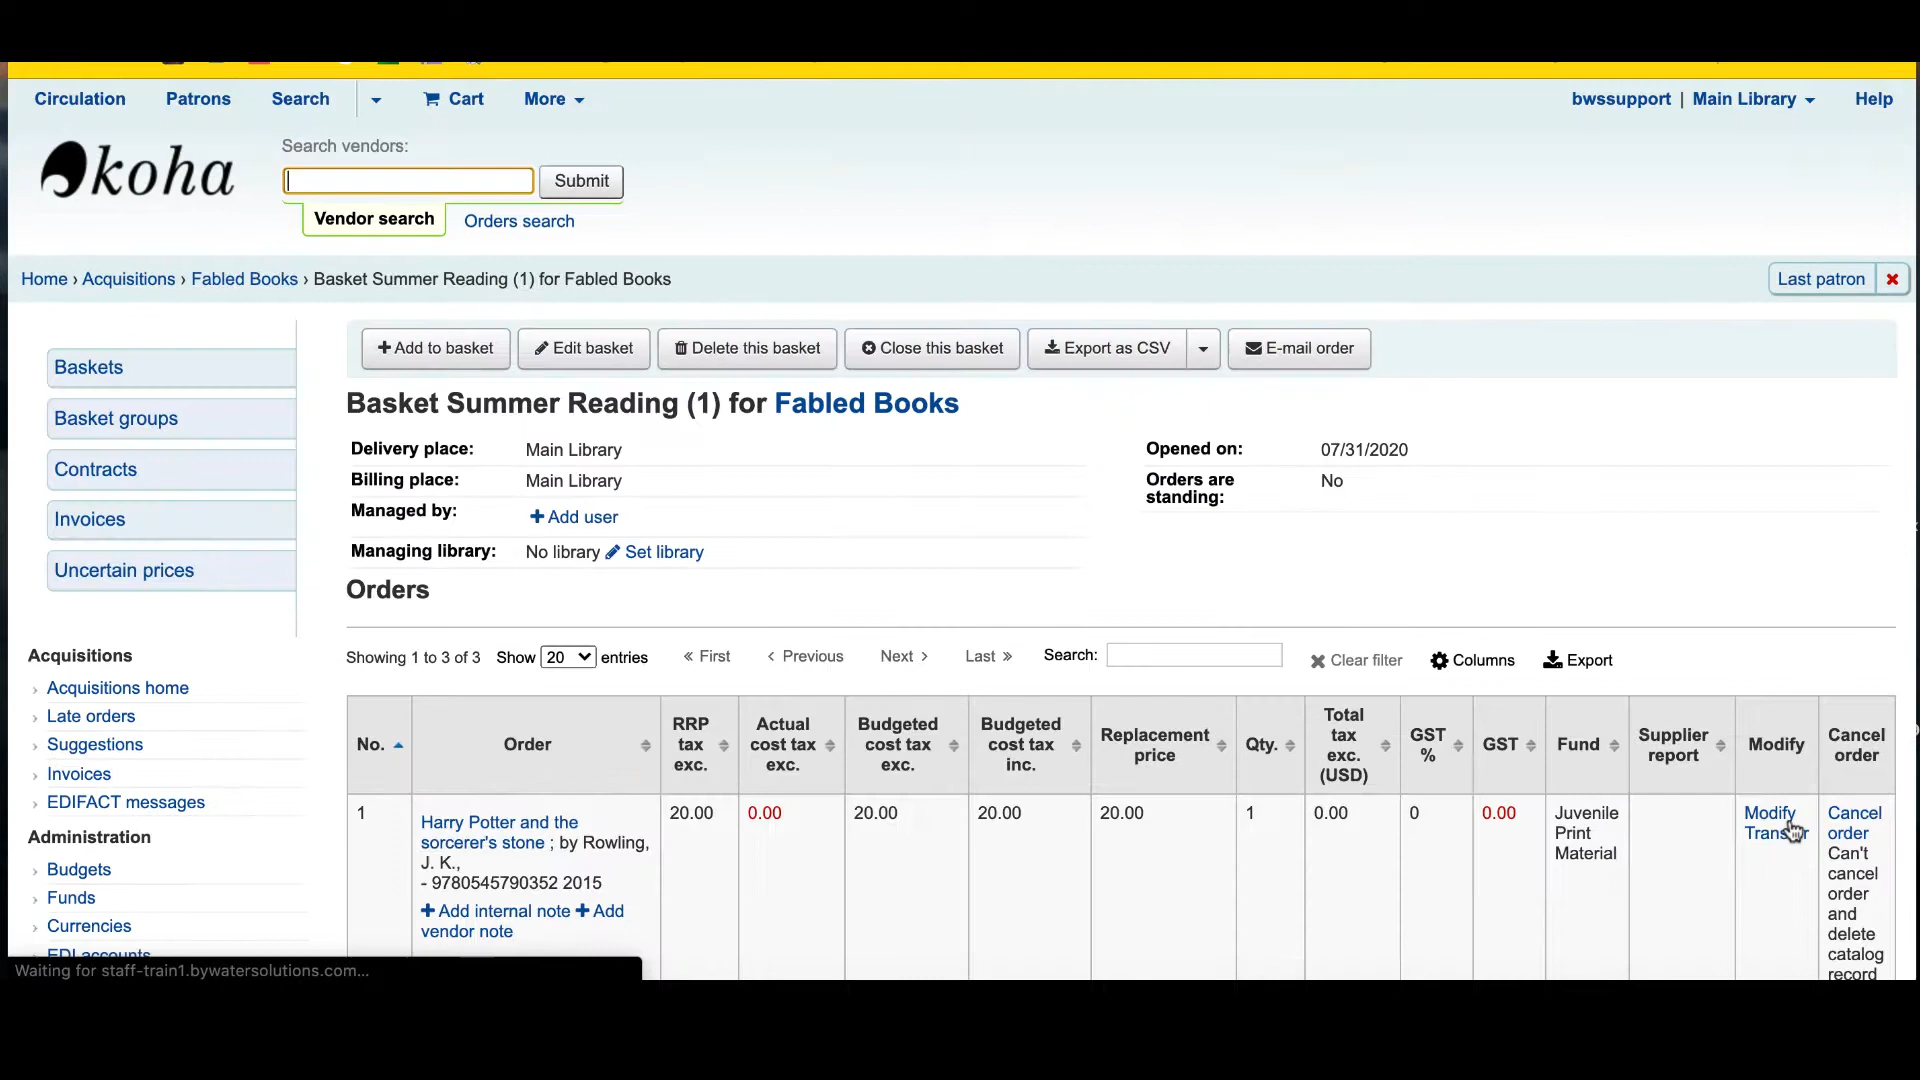 Circulation Patrons Search Cart More bwssupport | Main Library Help
koha
Search vendors:
Submit
Vendor search Orders search
Home › Acquisitions › Fabled Books › Basket Summer Reading (1) for Fabled Books Last patron
Baskets
Basket groups
Contracts
Invoices
Uncertain prices
Acquisitions
Acquisitions home
Late orders
Suggestions
Invoices
EDIFACT messages
Administration
Budgets
Funds
Currencies
EDI accounts
Waiting for staff-train1.bywatersolutions.com...
+ Add to basket Edit basket Delete this basket Close this basket Export as CSV E-mail order
Basket Summer Reading (1) for Fabled Books
Delivery place: Main Library
Billing place: Main Library
Managed by: + Add user
Managing library: No library Set library
Opened on: 07/31/2020
Orders are standing: No
Orders
Showing 1 to 3 of 3 Show 20 entries « First ‹ Previous Next › Last » Search: Clear filter Columns Export
No. Order RRP tax exc. Actual cost tax exc. Budgeted cost tax exc. Budgeted cost tax inc. Replacement price Qty. Total tax exc. (USD) GST % GST Fund Supplier report Modify Cancel order
1
Harry Potter and the
sorcerer's stone ; by Rowling,
J. K.,
- 9780545790352 2015
+ Add internal note + Add
vendor note
20.00 0.00 20.00 20.00 20.00 1 0.00 0 0.00
Juvenile
Print
Material
Modify
Cancel
order
Can't
cancel
order
and
delete
catalog
record